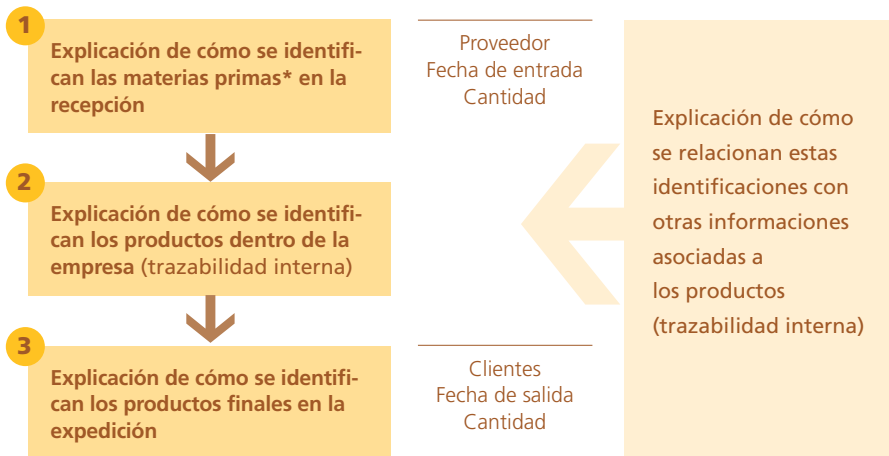 1
Explicación de cómo se identifi-
can las materias primas* en la
recepción
Proveedor
Fecha de entrada
Cantidad
2
Explicación de cómo se identifi-
can los productos dentro de la
empresa (trazabilidad interna)
3
Explicación de cómo se identifi-
can los productos finales en la
expedición
Clientes
Fecha de salida
Cantidad
Explicación de cómo
se relacionan estas
identificaciones con
otras informaciones
asociadas a
los productos
(trazabilidad interna)